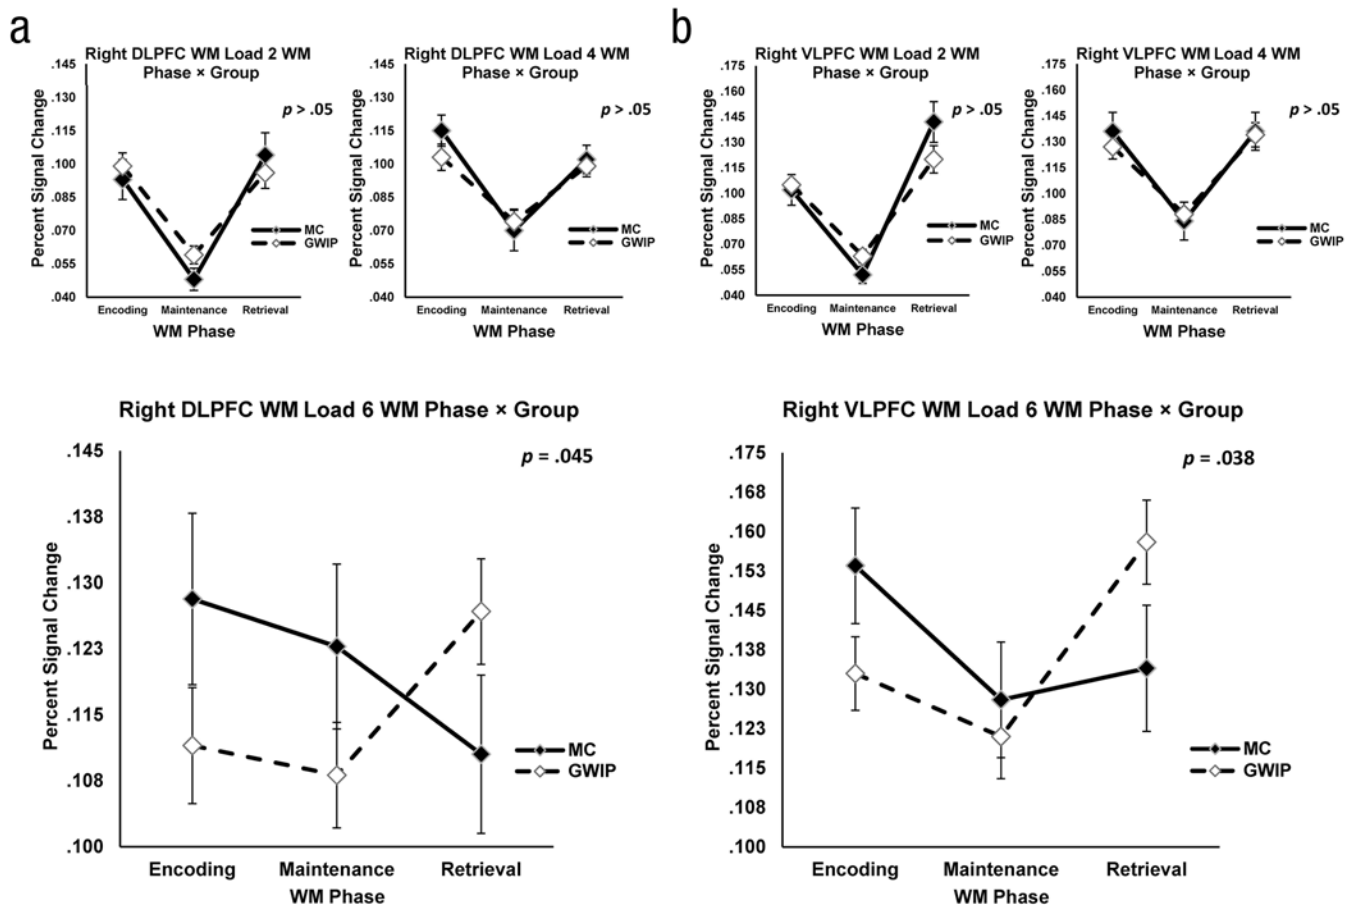 a
Right DLPFC WM Load 2 WM
Phase × Group
p > .05
Percent Signal Change
.145
.130
.115
.100
.085
.070
.055
.040
MC
GWIP
Encoding Maintenance Retrieval
WM Phase
Right DLPFC WM Load 4 WM
Phase × Group
p > .05
Percent Signal Change
.145
.130
.115
.100
.085
.070
.055
.040
MC
GWIP
Encoding Maintenance Retrieval
WM Phase
b
Right VLPFC WM Load 2 WM
Phase × Group
p > .05
Percent Signal Change
.175
.160
.145
.130
.115
.100
.085
.070
.055
.040
MC
GWIP
Encoding Maintenance Retrieval
WM Phase
Right VLPFC WM Load 4 WM
Phase × Group
p > .05
Percent Signal Change
.175
.160
.145
.130
.115
.100
.085
.070
.055
.040
MC
GWIP
Encoding Maintenance Retrieval
WM Phase
Right DLPFC WM Load 6 WM Phase × Group
p = .045
Percent Signal Change
.145
.138
.130
.123
.115
.108
.100
MC
GWIP
Encoding Maintenance Retrieval
WM Phase
Right VLPFC WM Load 6 WM Phase × Group
p = .038
Percent Signal Change
.175
.168
.160
.153
.145
.138
.130
.123
.115
.108
.100
MC
GWIP
Encoding Maintenance Retrieval
WM Phase